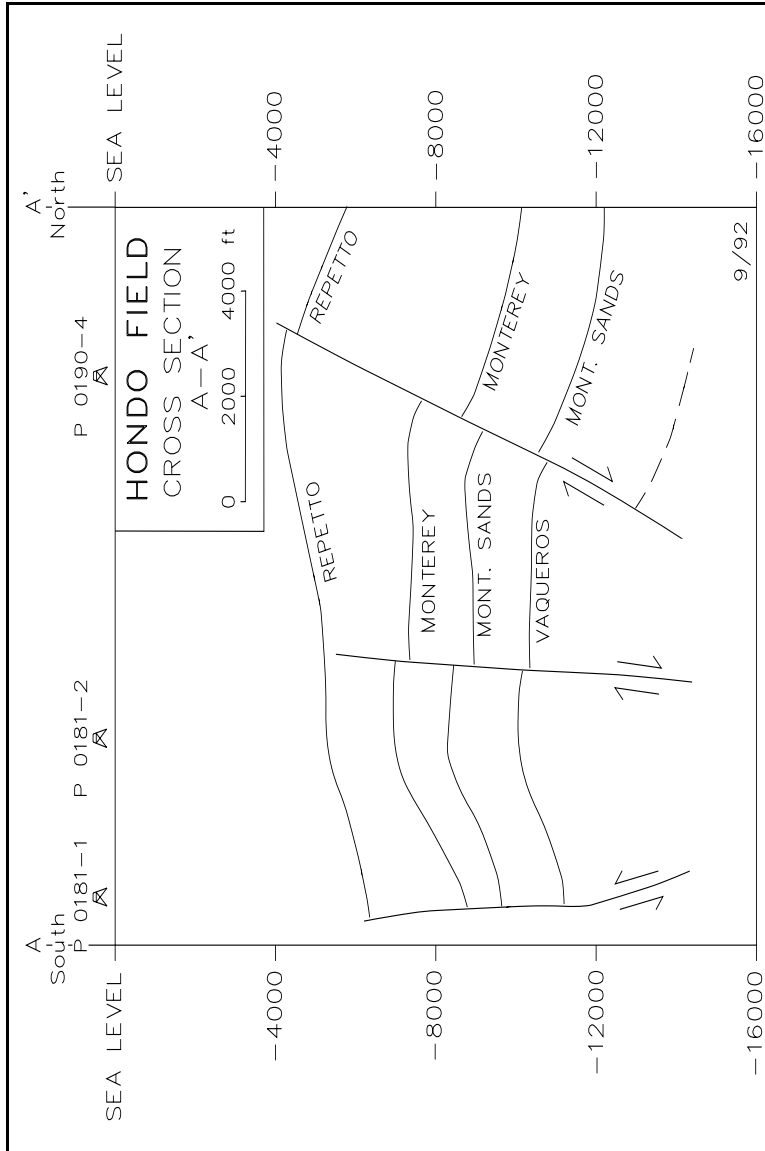 A
South
A'
North
P 0181-1
P 0181-2
P 0190-4
SEA LEVEL
SEA LEVEL
HONDO FIELD
CROSS SECTION
A-A'
0 2000 4000 ft
-4000
-4000
-8000
-8000
-12000
-12000
-16000
-16000
REPETTO
REPETTO
MONTEREY
MONTEREY
MONT. SANDS
MONT. SANDS
VAQUEROS
9/92